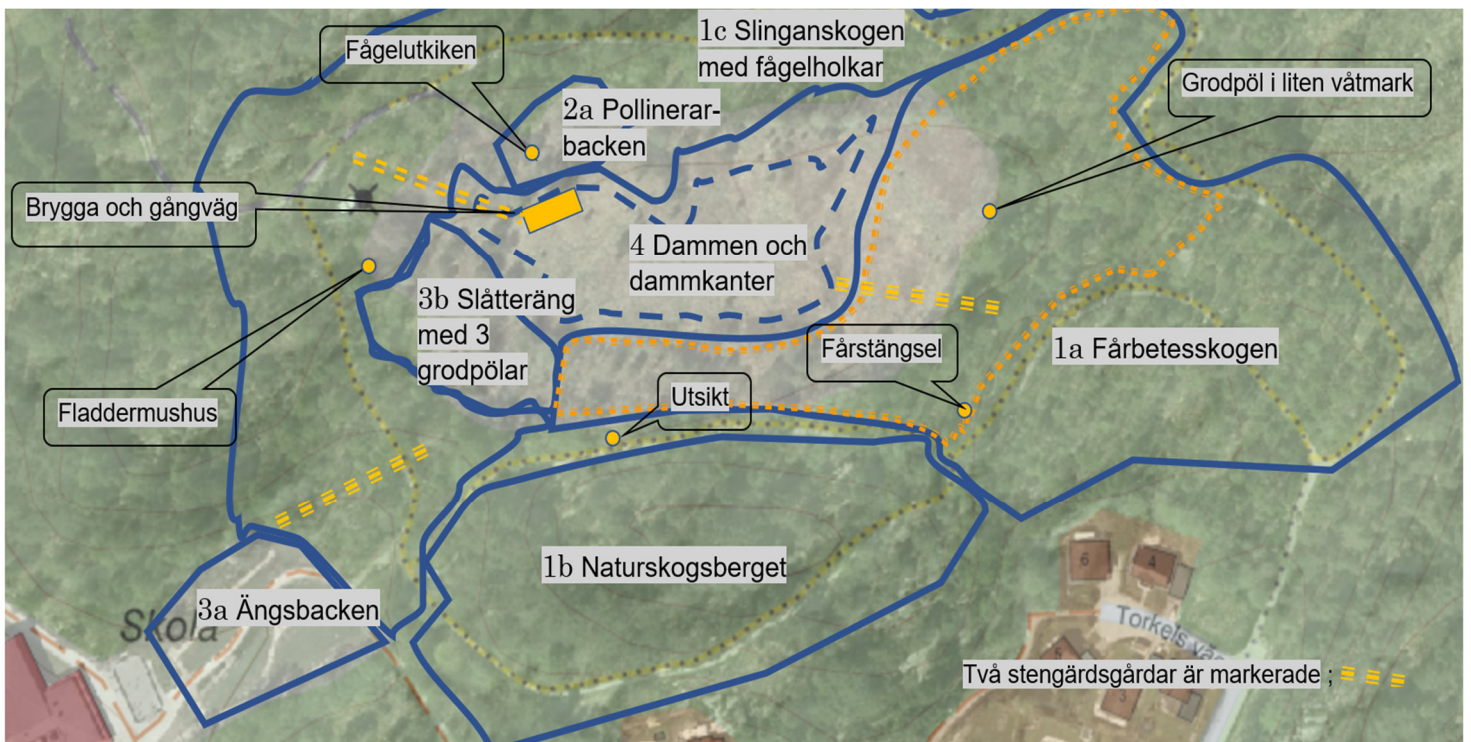 1c Slinganskogen
med fågelholkar
Fågelutkiken
Grodpöl i liten våtmark
2a Pollinerar-
backen
Brygga och gångväg
4 Dammen och
dammkanter
3b Slåtteräng
med 3
grodpölar
Fårstängsel
1a Fårbetesskogen
Utsikt
Fladdermushus
1b Naturskogsberget
6
4
3a Ängsbacken
Skola
Torkels
5
3
Två stengärdsgårdar är markerade ;